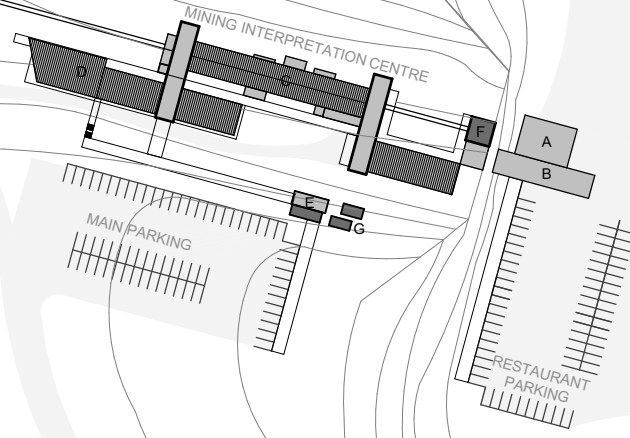 MINING INTERPRETATION CENTRE
D
C
F
A
B
E
G
MAIN PARKING
RESTAURANT
PARKING